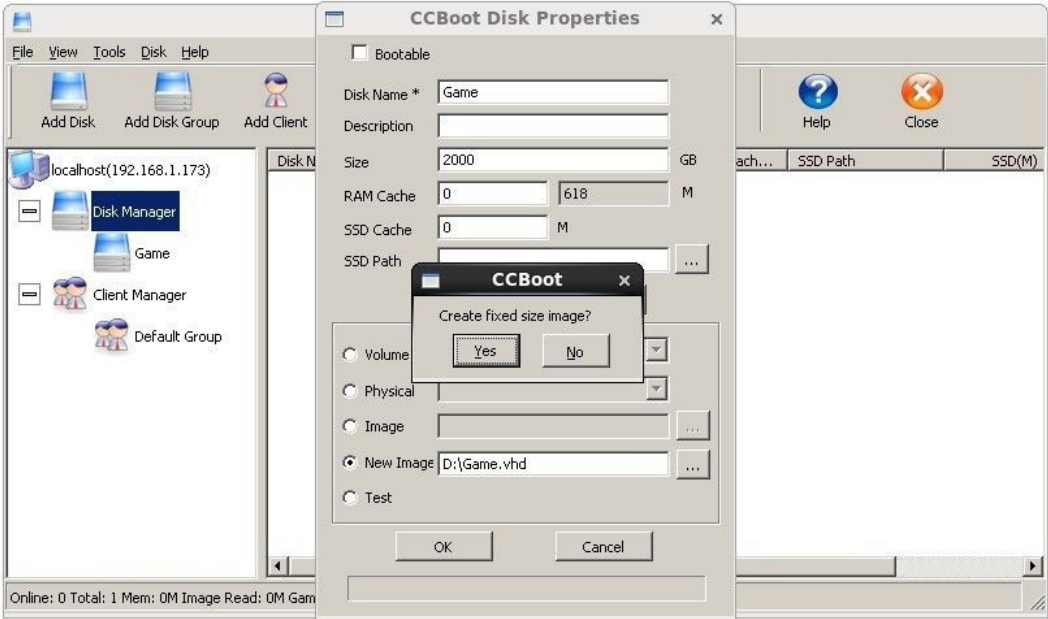 CCBoot Disk Properties
File View Tools Disk Help
Add Disk Add Disk Group Add Client Help Close
localhost(192.168.1.173)
Disk Manager
Game
Client Manager
Default Group
Disk N ach... SSD Path SSD(M)
Bootable
Disk Name * Game
Description
Size 2000 GB
RAM Cache 0 618 M
SSD Cache 0 M
SSD Path ...
CCBoot
Create fixed size image?
Yes No
Volume
Physical
Image ...
New Image D:\Game.vhd ...
Test
OK Cancel
Online: 0 Total: 1 Mem: 0M Image Read: 0M Gam